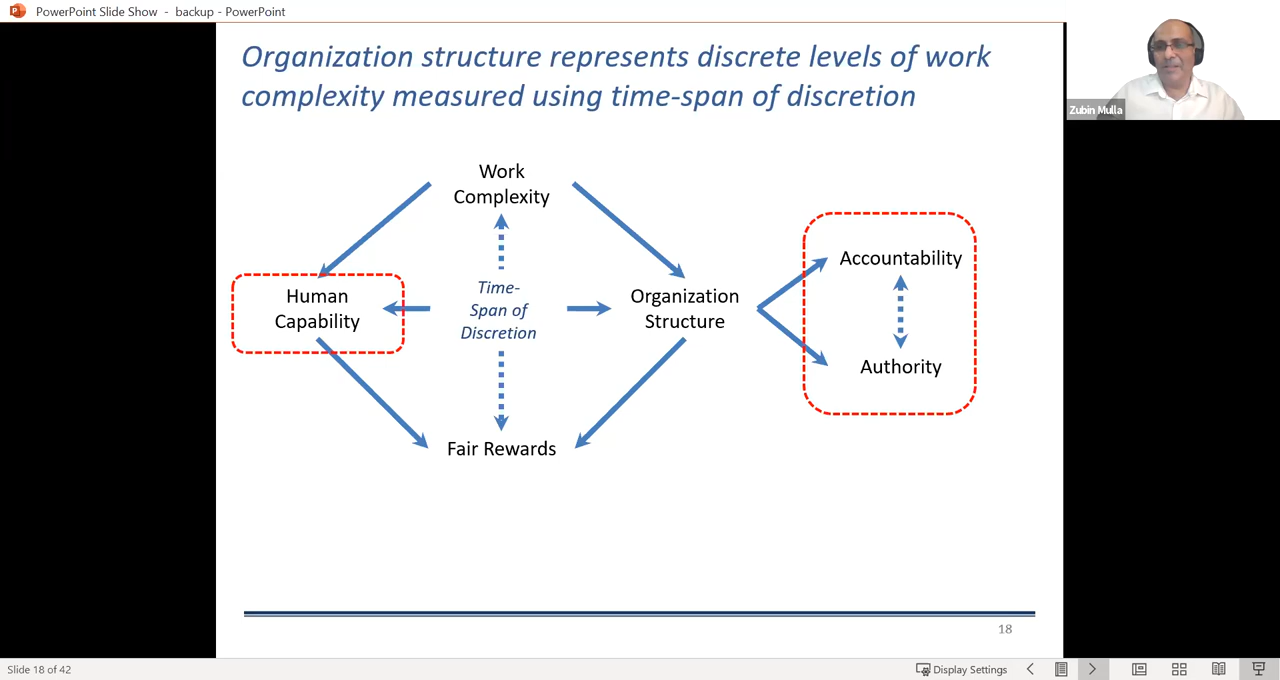 PowerPoint Slide Show - backup - PowerPoint
Organization structure represents discrete levels of work
complexity measured using time-span of discretion
Zubin Mulla
Work
Complexity
Human
Capability
Time-
Span of
Discretion
Organization
Structure
Accountability
Authority
Fair Rewards
18
Slide 18 of 42
Display Settings